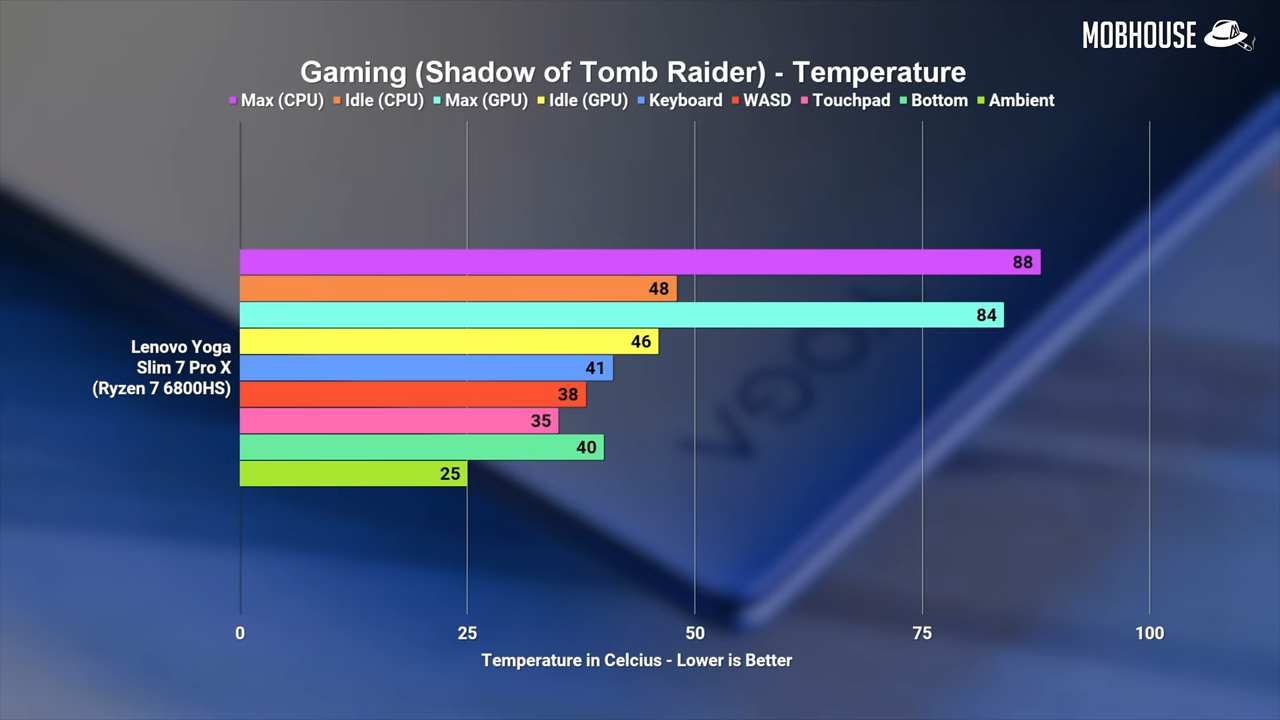 MOBHOUSE
Gaming (Shadow of Tomb Raider) - Temperature
Max (CPU) Idle (CPU) Max (GPU) Idle (GPU) Keyboard WASD Touchpad Bottom Ambient
88
48
84
46
41
38
35
40
25
Lenovo Yoga
Slim 7 Pro X
(Ryzen 7 6800HS)
YOGA
0 25 50 75 100
Temperature in Celcius - Lower is Better